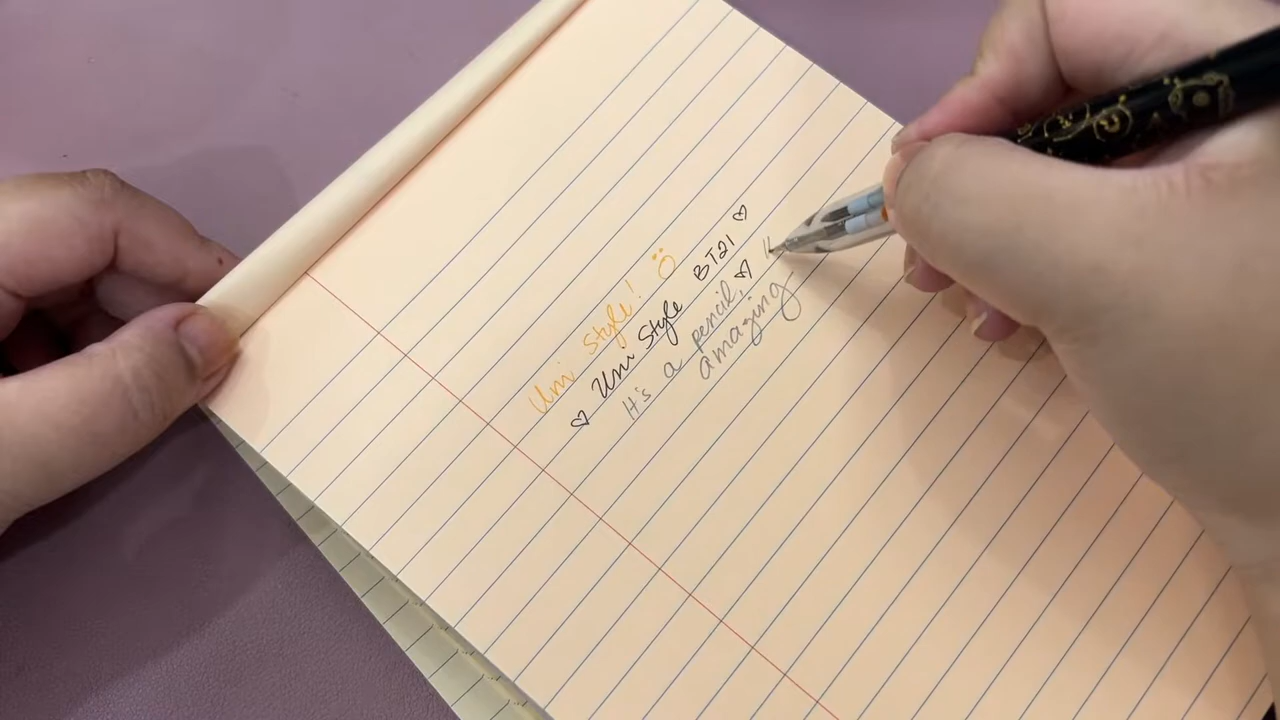 Uni Style! ☺
♡ Uni Style BT21 ♡
It's a pencil, ♡
amazing